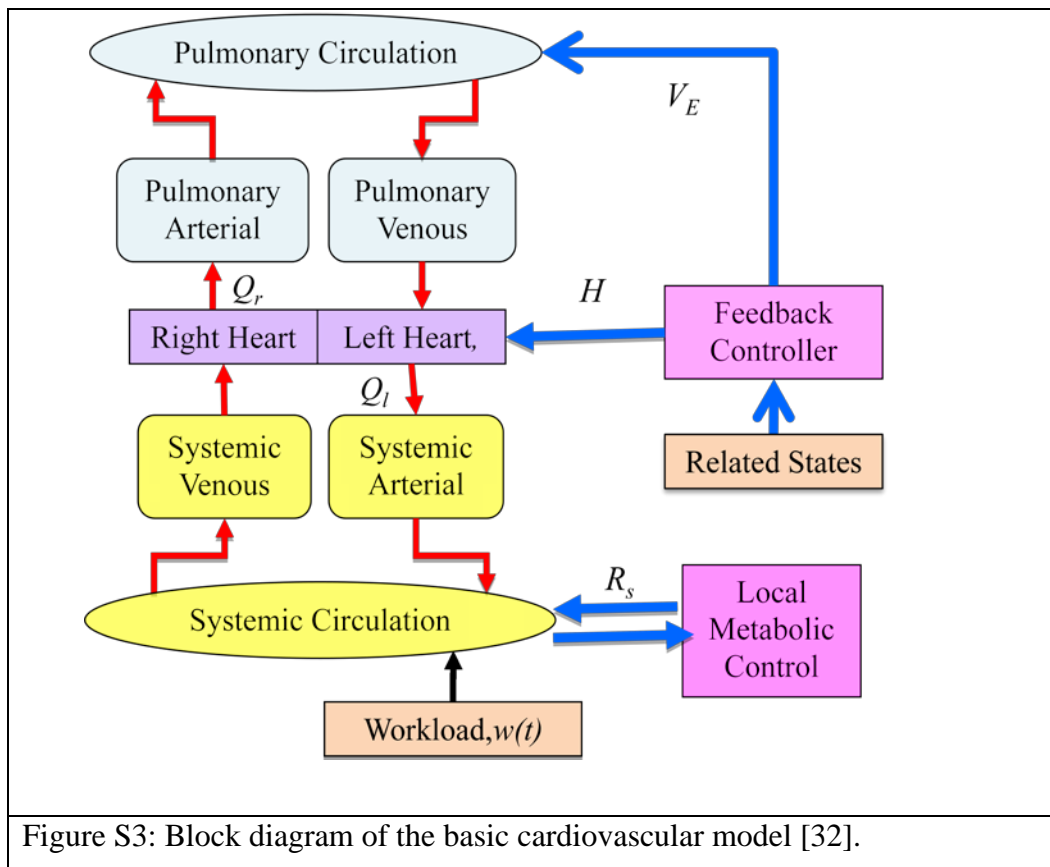 Pulmonary Circulation
V_E
Pulmonary
Arterial
Pulmonary
Venous
Q_r
H
Feedback
Controller
Right Heart
Left Heart,
Q_l
Systemic
Venous
Systemic
Arterial
Related States
R_s
Local
Metabolic
Control
Systemic Circulation
Workload,w(t)
Figure S3: Block diagram of the basic cardiovascular model [32].